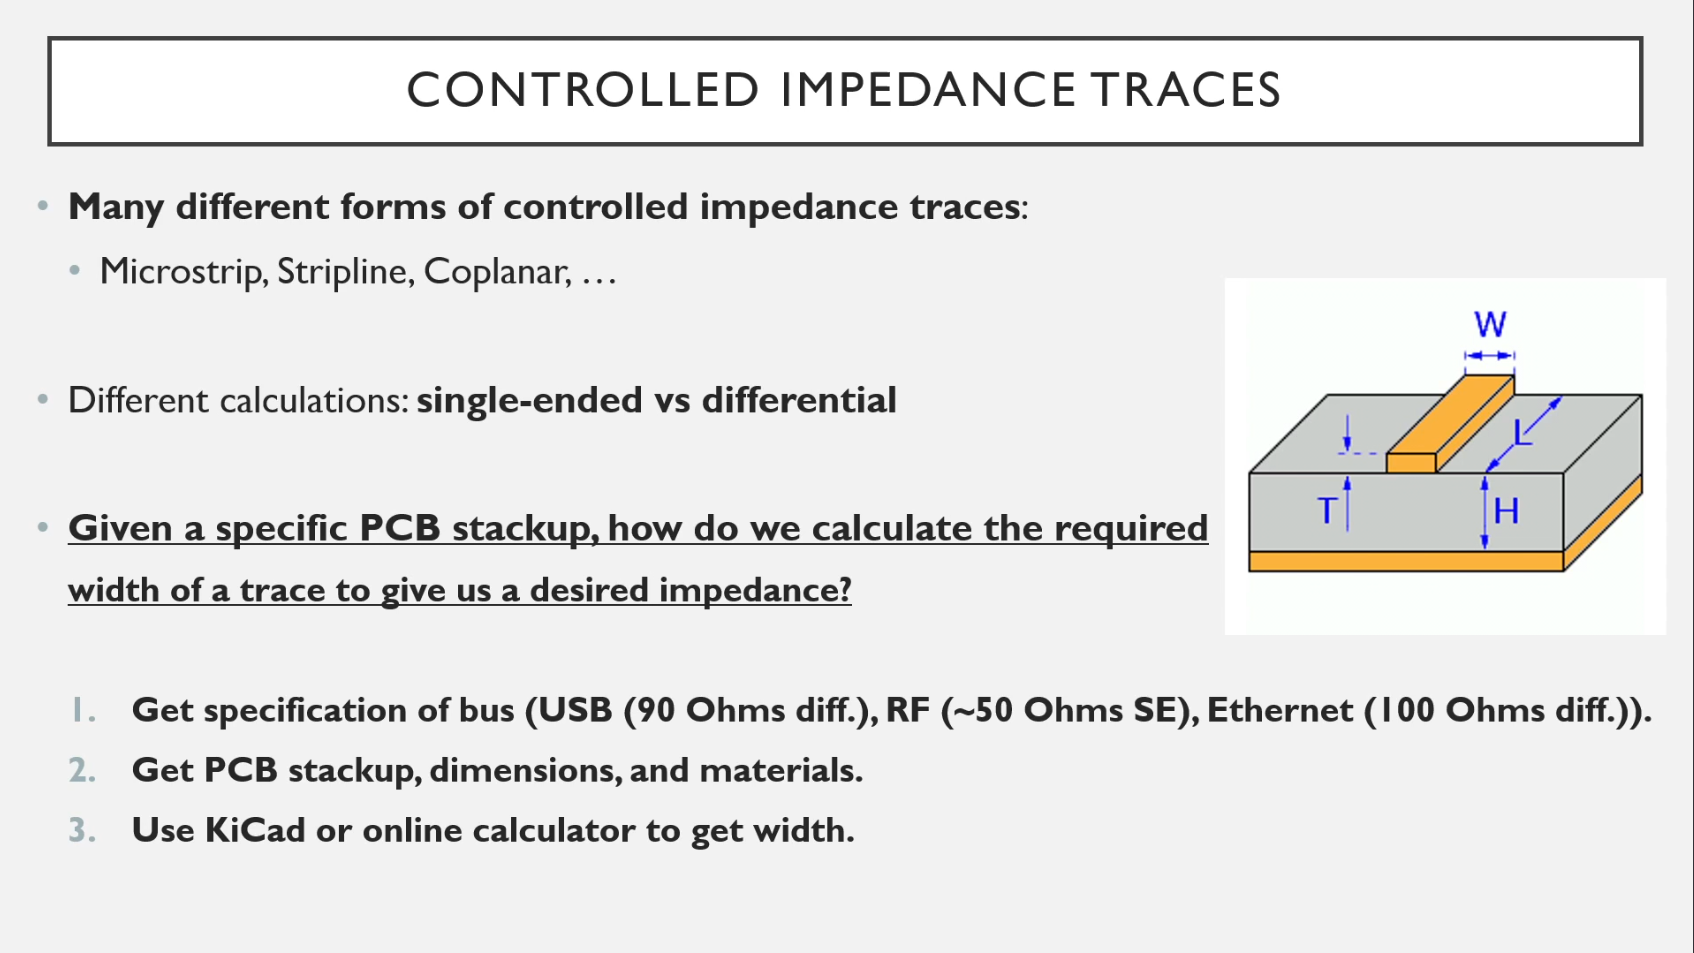 CONTROLLED IMPEDANCE TRACES
• Many different forms of controlled impedance traces:
• Microstrip, Stripline, Coplanar, …
• Different calculations: single-ended vs differential
• Given a specific PCB stackup, how do we calculate the required
width of a trace to give us a desired impedance?
W
L
T
H
1. Get specification of bus (USB (90 Ohms diff.), RF (~50 Ohms SE), Ethernet (100 Ohms diff.)).
2. Get PCB stackup, dimensions, and materials.
3. Use KiCad or online calculator to get width.